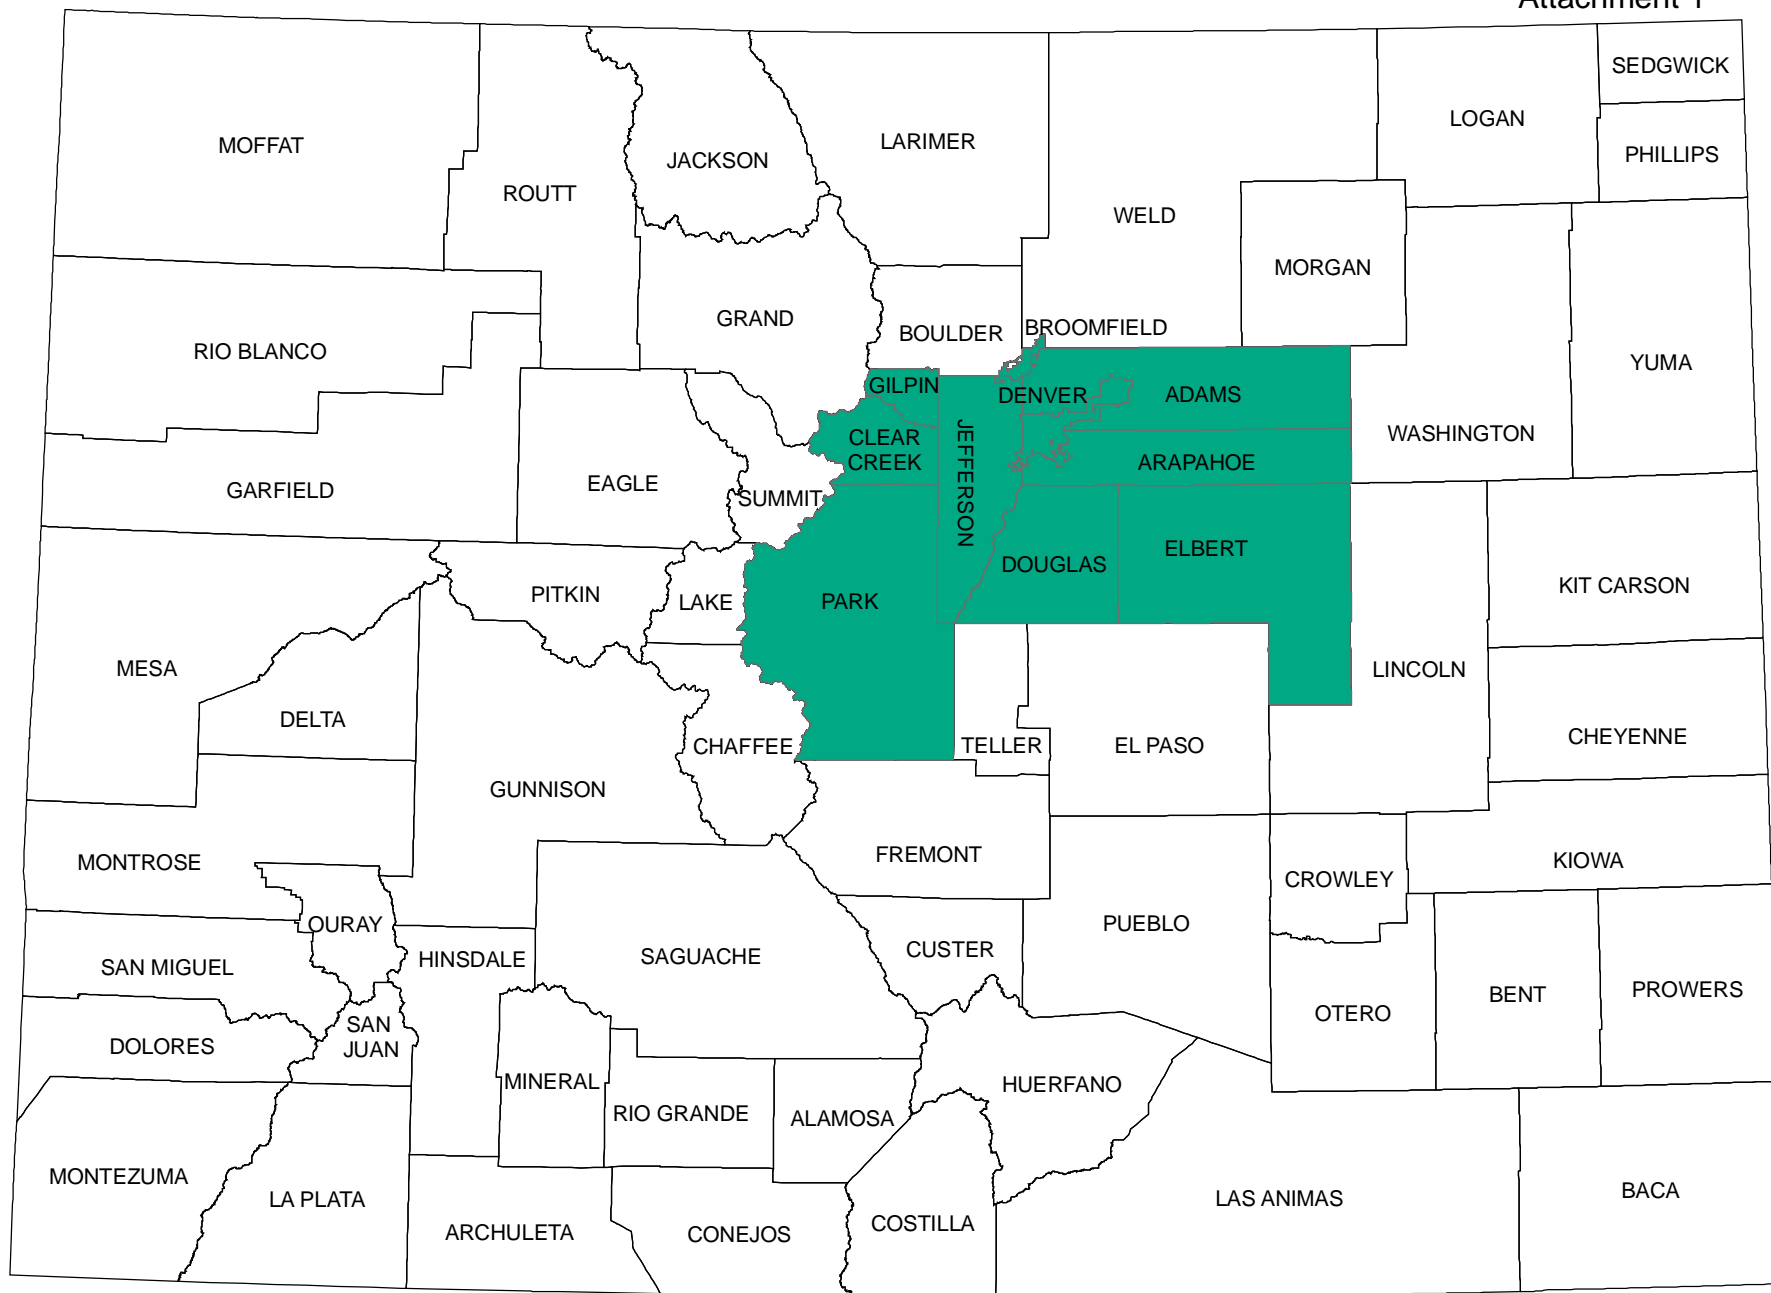 Attachment 1
SEDGWICK
LOGAN
LARIMER
MOFFAT
PHILLIPS
JACKSON
ROUTT
WELD
MORGAN
GRAND
BROOMFIELD
BOULDER
RIO BLANCO
YUMA
GILPIN
DENVER
ADAMS
CLEAR
CREEK
JEFFERSON
WASHINGTON
ARAPAHOE
EAGLE
GARFIELD
SUMMIT
ELBERT
DOUGLAS
KIT CARSON
PITKIN
LAKE
PARK
MESA
LINCOLN
DELTA
CHEYENNE
CHAFFEE
TELLER
EL PASO
GUNNISON
FREMONT
KIOWA
MONTROSE
CROWLEY
OURAY
PUEBLO
CUSTER
SAGUACHE
HINSDALE
SAN MIGUEL
PROWERS
BENT
OTERO
SAN
JUAN
DOLORES
MINERAL
HUERFANO
RIO GRANDE
ALAMOSA
MONTEZUMA
BACA
LAS ANIMAS
LA PLATA
COSTILLA
ARCHULETA
CONEJOS